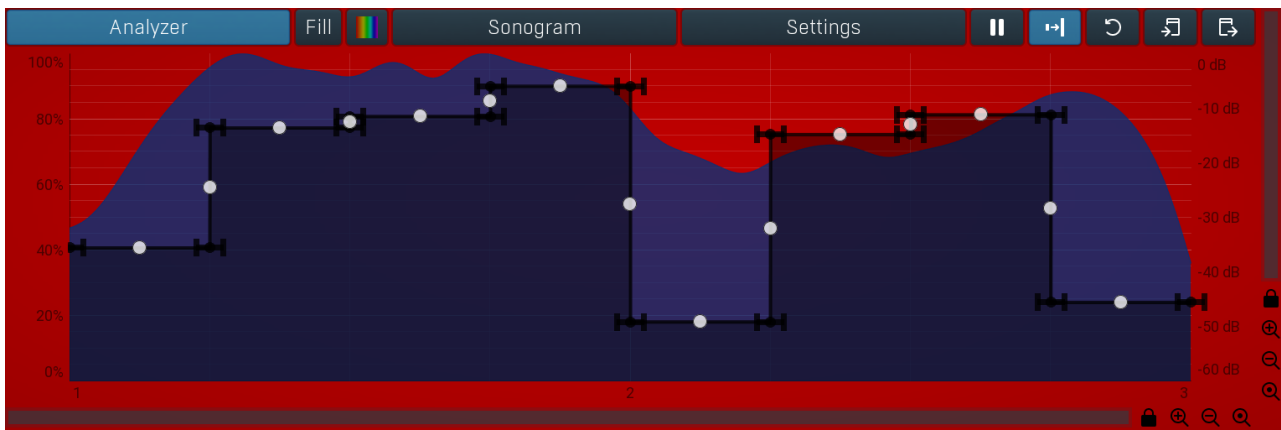 Analyzer Fill Sonogram Settings
100% 0 dB
80% -10 dB
-20 dB
60%
-30 dB
40%
-40 dB
20% -50 dB
0% -60 dB
1 2 3